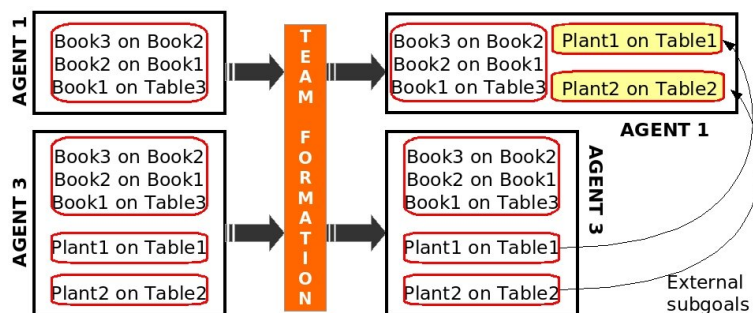 AGENT 1
Book3 on Book2
Book2 on Book1
Book1 on Table3
TEAM FORMATION
Book3 on Book2
Book2 on Book1
Book1 on Table3
Plant1 on Table1
Plant2 on Table2
AGENT 1
AGENT 3
Book3 on Book2
Book2 on Book1
Book1 on Table3
Plant1 on Table1
Plant2 on Table2
Book3 on Book2
Book2 on Book1
Book1 on Table3
Plant1 on Table1
Plant2 on Table2
AGENT 3
External
subgoals